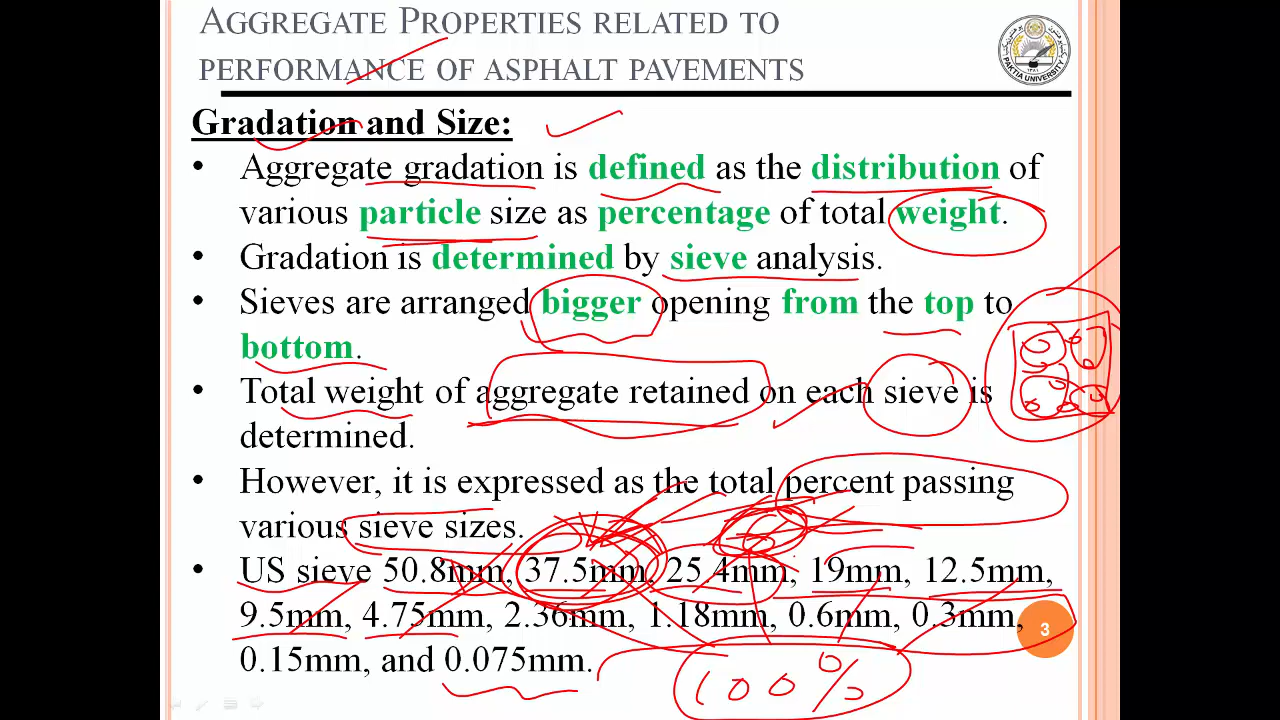 AGGREGATE PROPERTIES RELATED TO
PERFORMANCE OF ASPHALT PAVEMENTS
PAKTIA UNIVERSITY
Gradation and Size:
• Aggregate gradation is defined as the distribution of
various particle size as percentage of total weight.
• Gradation is determined by sieve analysis.
• Sieves are arranged bigger opening from the top to
bottom.
• Total weight of aggregate retained on each sieve is
determined.
• However, it is expressed as the total percent passing
various sieve sizes.
• US sieve 50.8mm, 37.5mm, 25.4mm, 19mm, 12.5mm,
9.5mm, 4.75mm, 2.36mm, 1.18mm, 0.6mm, 0.3mm,
0.15mm, and 0.075mm.
3
100%